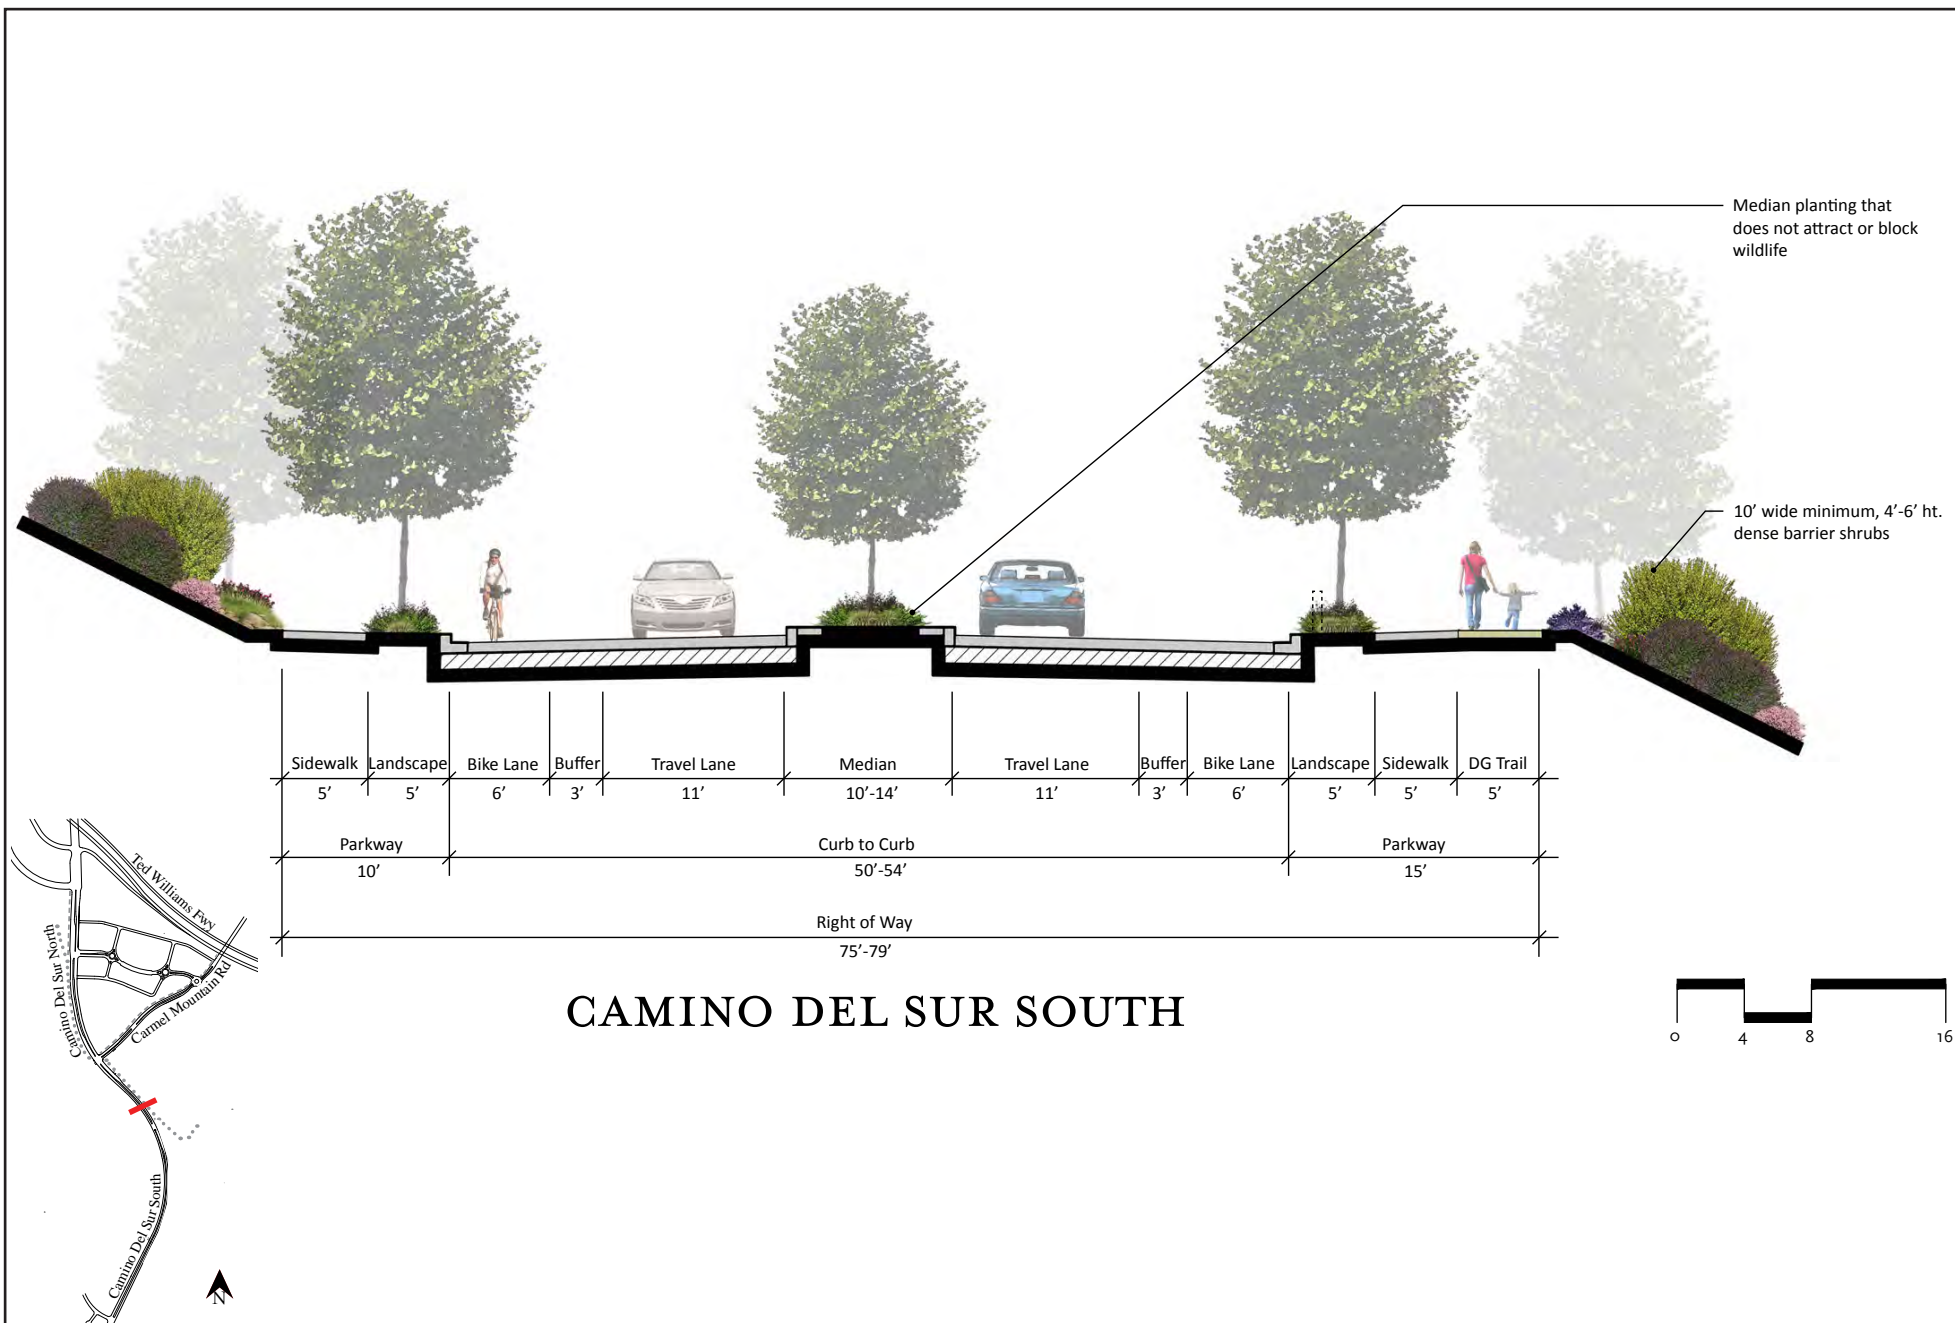 Median planting that
does not attract or block
wildlife
10’ wide minimum, 4’-6’ ht.
dense barrier shrubs
Sidewalk Landscape Bike Lane Buffer Travel Lane Median Travel Lane Buffer Bike Lane Landscape Sidewalk DG Trail
5’ 5’ 6’ 3’ 11’ 10’-14’ 11’ 3’ 6’ 5’ 5’ 5’
Parkway Curb to Curb Parkway
10’ 50’-54’ 15’
Right of Way
75’-79’
CAMINO DEL SUR SOUTH
0 4 8 16
Ted Williams Fwy
Camino Del Sur North
Carmel Mountain Rd
Camino Del Sur South
N